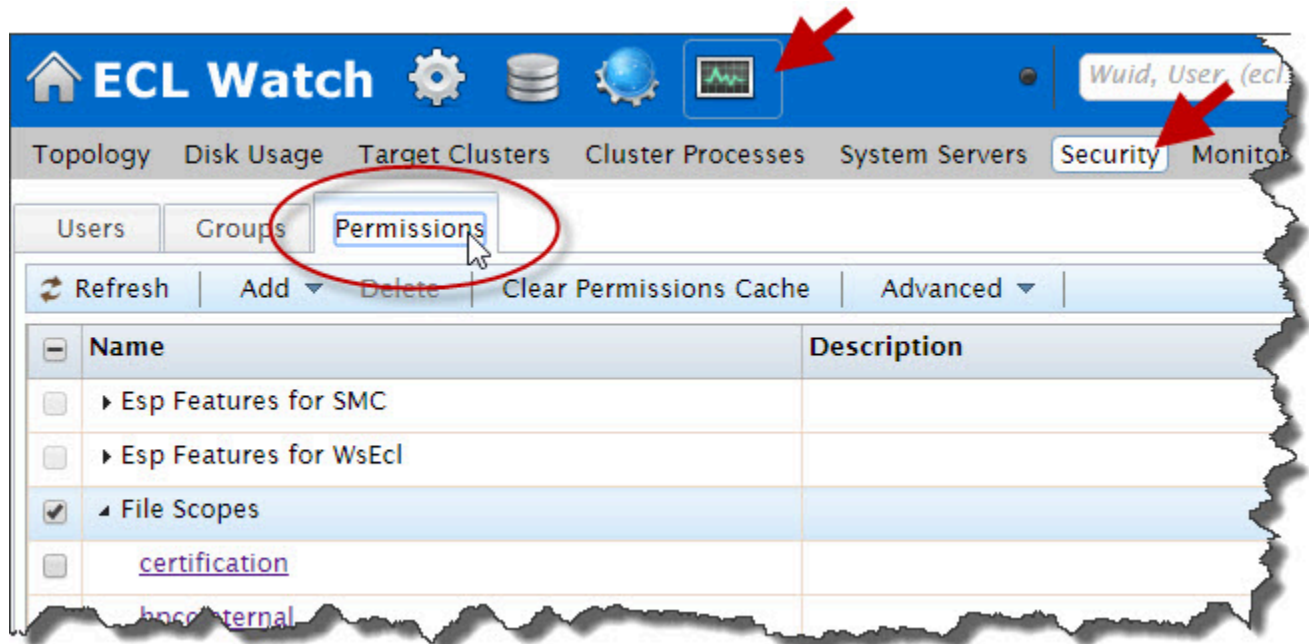 ECL Watch Wuid, User, (ecl
Topology Disk Usage Target Clusters Cluster Processes System Servers Security Monitor
Users Groups Permissions
Refresh Add Delete Clear Permissions Cache Advanced
Name Description
Esp Features for SMC
Esp Features for WsEcl
File Scopes
certification